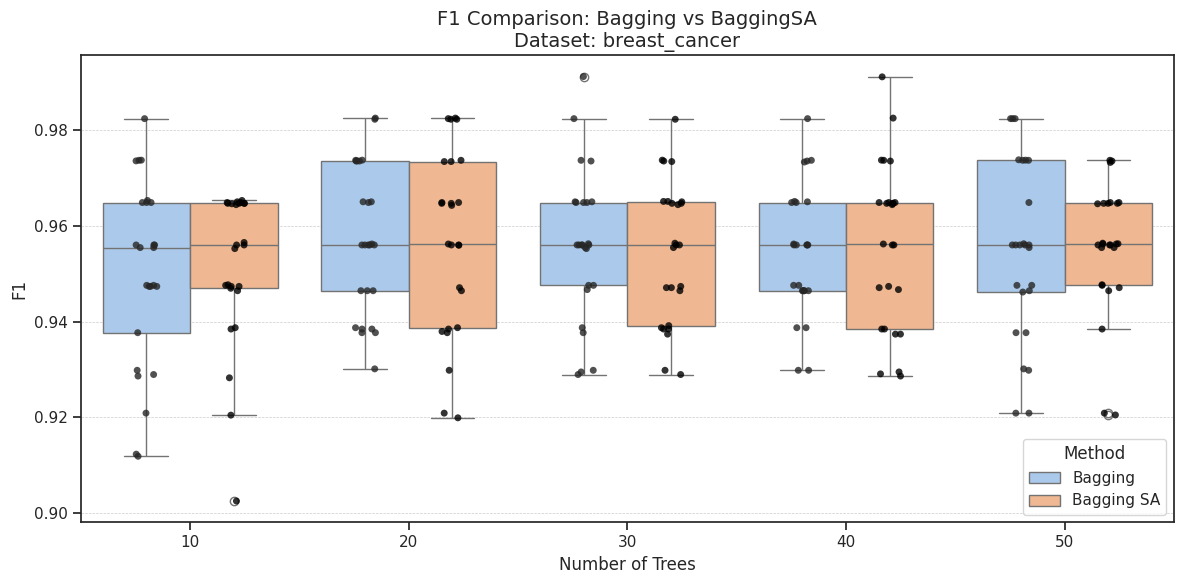 F1 Comparison: Bagging vs BaggingSA
Dataset: breast_cancer
F1
0.98
0.96
0.94
0.92
0.90
10
20
30
40
50
Number of Trees
Method
Bagging
Bagging SA